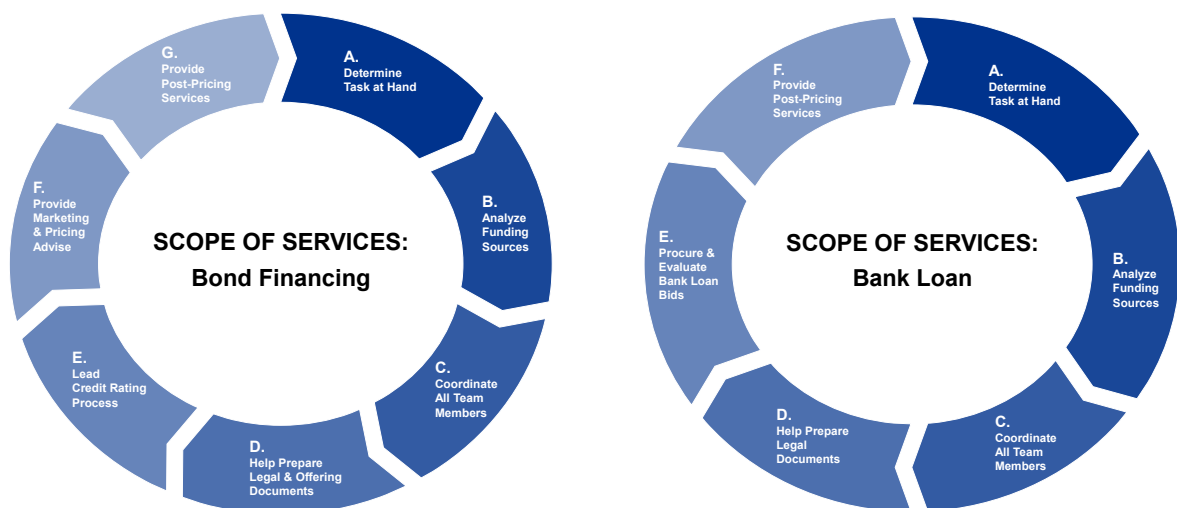 A.
Determine
Task at Hand
B.
Analyze
Funding
Sources
C.
Coordinate
All Team
Members
D.
Help Prepare
Legal & Offering
Documents
E.
Lead
Credit Rating
Process
F.
Provide
Marketing
& Pricing
Advise
G.
Provide
Post-Pricing
Services
SCOPE OF SERVICES:
Bond Financing
A.
Determine
Task at Hand
B.
Analyze
Funding
Sources
C.
Coordinate
All Team
Members
D.
Help Prepare
Legal
Documents
E.
Procure &
Evaluate
Bank Loan
Bids
F.
Provide
Post-Pricing
Services
SCOPE OF SERVICES:
Bank Loan